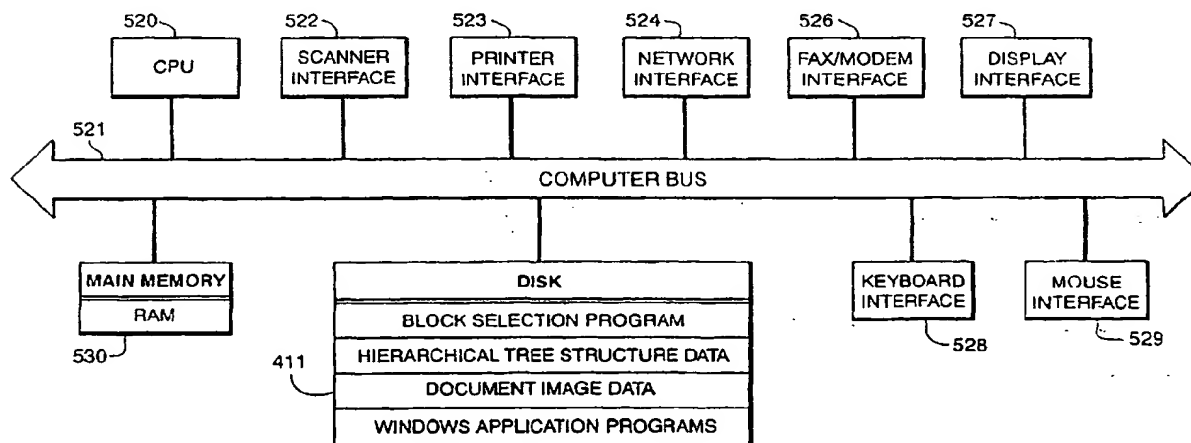 520
522
523
524
526
527
CPU
SCANNER
INTERFACE
PRINTER
INTERFACE
NETWORK
INTERFACE
FAX/MODEM
INTERFACE
DISPLAY
INTERFACE
521
COMPUTER BUS
MAIN MEMORY
RAM
530
DISK
BLOCK SELECTION PROGRAM
HIERARCHICAL TREE STRUCTURE DATA
DOCUMENT IMAGE DATA
WINDOWS APPLICATION PROGRAMS
411
KEYBOARD
INTERFACE
528
MOUSE
INTERFACE
529